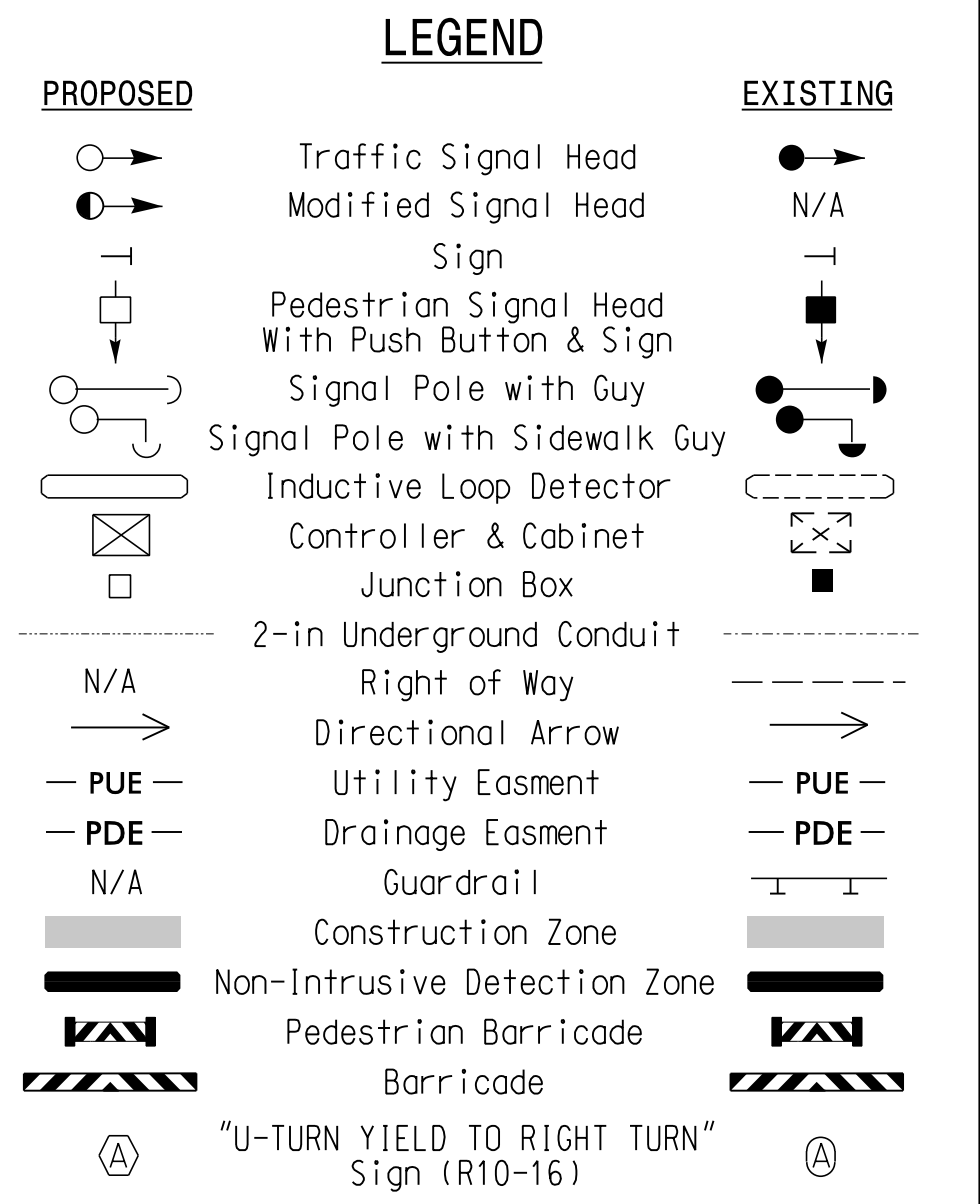 LEGEND
PROPOSED EXISTING
Traffic Signal Head
Modified Signal Head N/A
Sign
Pedestrian Signal Head
With Push Button & Sign
Signal Pole with Guy
Signal Pole with Sidewalk Guy
Inductive Loop Detector
Controller & Cabinet
Junction Box
2-in Underground Conduit
N/A Right of Way
Directional Arrow
PUE Utility Easment PUE
PDE Drainage Easment PDE
N/A Guardrail
Construction Zone
Non-Intrusive Detection Zone
Pedestrian Barricade
Barricade
"U-TURN YIELD TO RIGHT TURN"
A Sign (R10-16) A